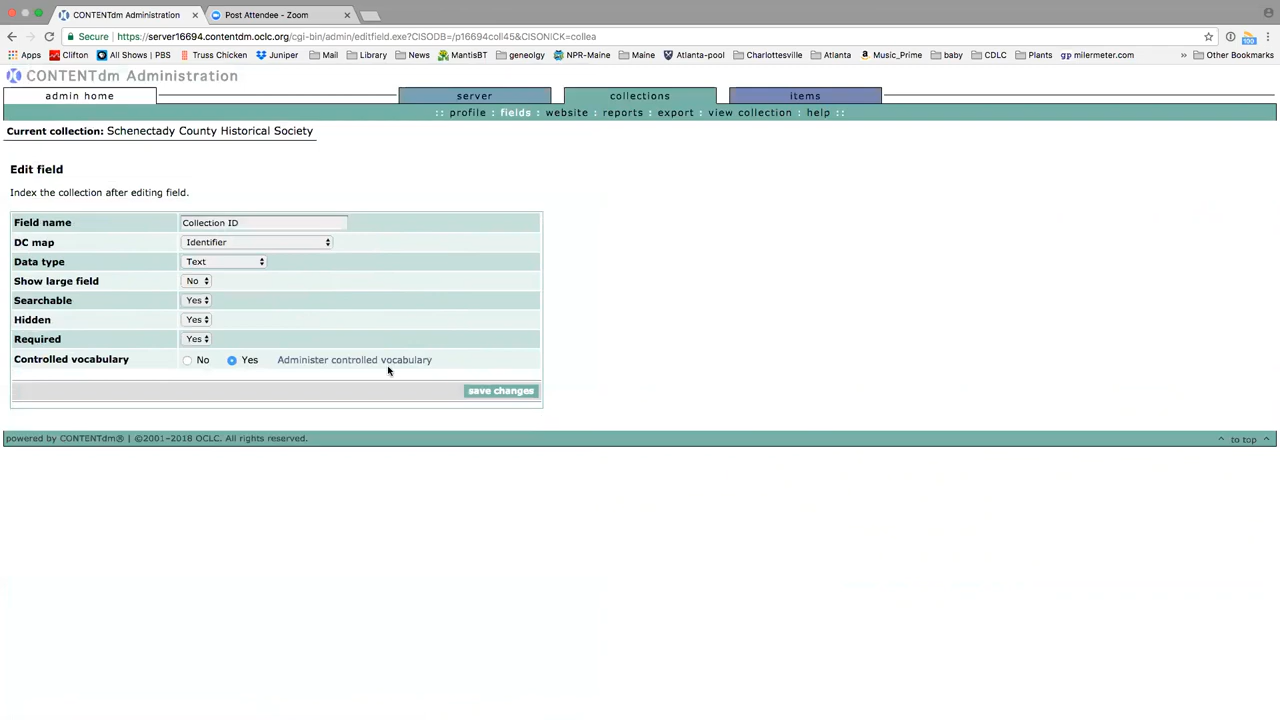 CONTENTdm Administration
Post Attendee - Zoom
Secure https://server16694.contentdm.oclc.org/cgi-bin/admin/editfield.exe?CISODB=/p16694coll45&CISONICK=collea
Apps Clifton All Shows | PBS Truss Chicken Juniper Mail Library News MantisBT geneolgy NPR-Maine Maine Atlanta-pool Charlottesville Atlanta Music_Prime baby CDLC Plants gp milermeter.com » Other Bookmarks
CONTENTdm Administration
admin home server collections items
:: profile : fields : website : reports : export : view collection : help ::
Current collection: Schenectady County Historical Society
Edit field
Index the collection after editing field.
Field name Collection ID
DC map Identifier
Data type Text
Show large field No
Searchable Yes
Hidden Yes
Required Yes
Controlled vocabulary No Yes Administer controlled vocabulary
save changes
powered by CONTENTdm® | ©2001-2018 OCLC. All rights reserved. ^ to top ^